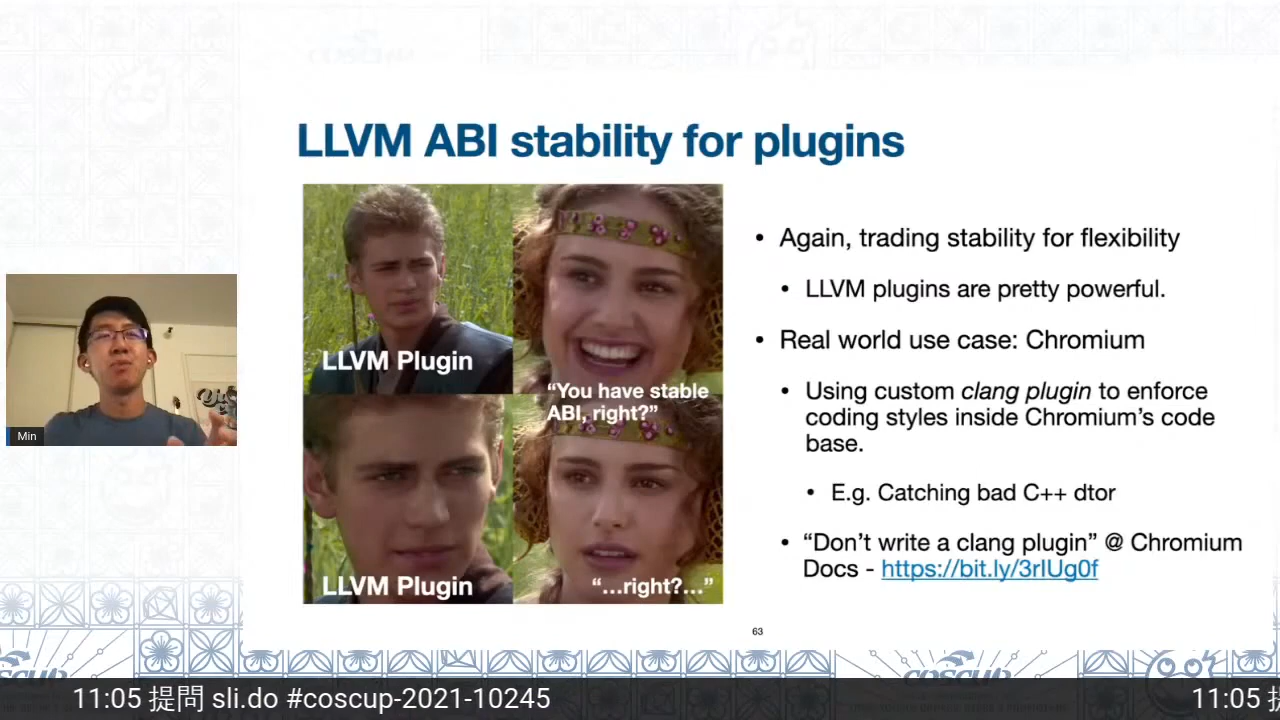 LLVM ABI stability for plugins
LLVM Plugin
“You have stable
ABI, right?”
LLVM Plugin
“...right?...”
• Again, trading stability for flexibility
• LLVM plugins are pretty powerful.
• Real world use case: Chromium
• Using custom clang plugin to enforce
coding styles inside Chromium’s code
base.
• E.g. Catching bad C++ dtor
• “Don’t write a clang plugin” @ Chromium
Docs - https://bit.ly/3rIUg0f
63
Min
coscup
11:05 提問 sli.do #coscup-2021-10245
11:05